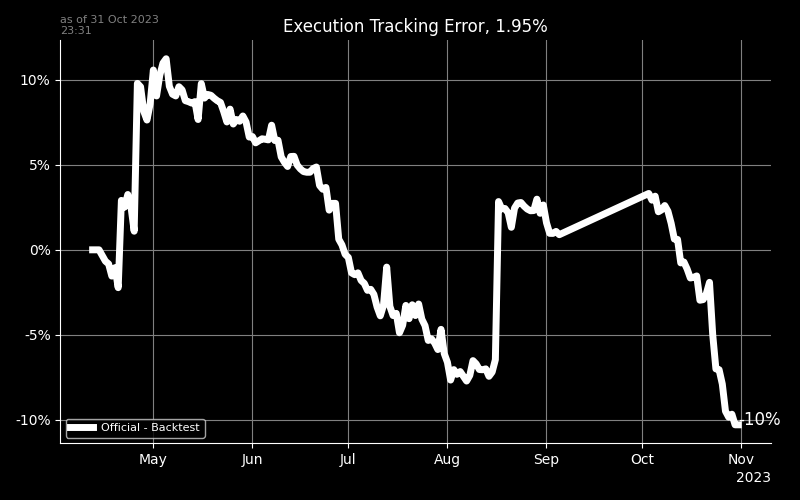 as of 31 Oct 2023
23:31
Execution Tracking Error, 1.95%
10%
5%
0%
-5%
-10%
-10%
Official - Backtest
May Jun Jul Aug Sep Oct Nov
2023